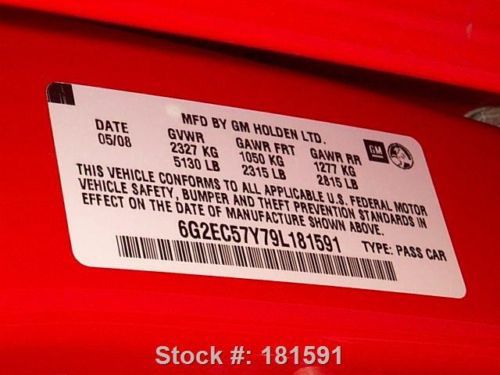 MFD BY GM HOLDEN LTD.
DATE GVWR GAWR FRT GAWR RR
05/08 2327 KG 1050 KG 1277 KG
5130 LB 2315 LB 2815 LB
GM
THIS VEHICLE CONFORMS TO ALL APPLICABLE U.S. FEDERAL MOTOR
VEHICLE SAFETY, BUMPER AND THEFT PREVENTION STANDARDS IN
EFFECT ON THE DATE OF MANUFACTURE SHOWN ABOVE.
6G2EC57Y79L181591 TYPE: PASS CAR
Stock #: 181591